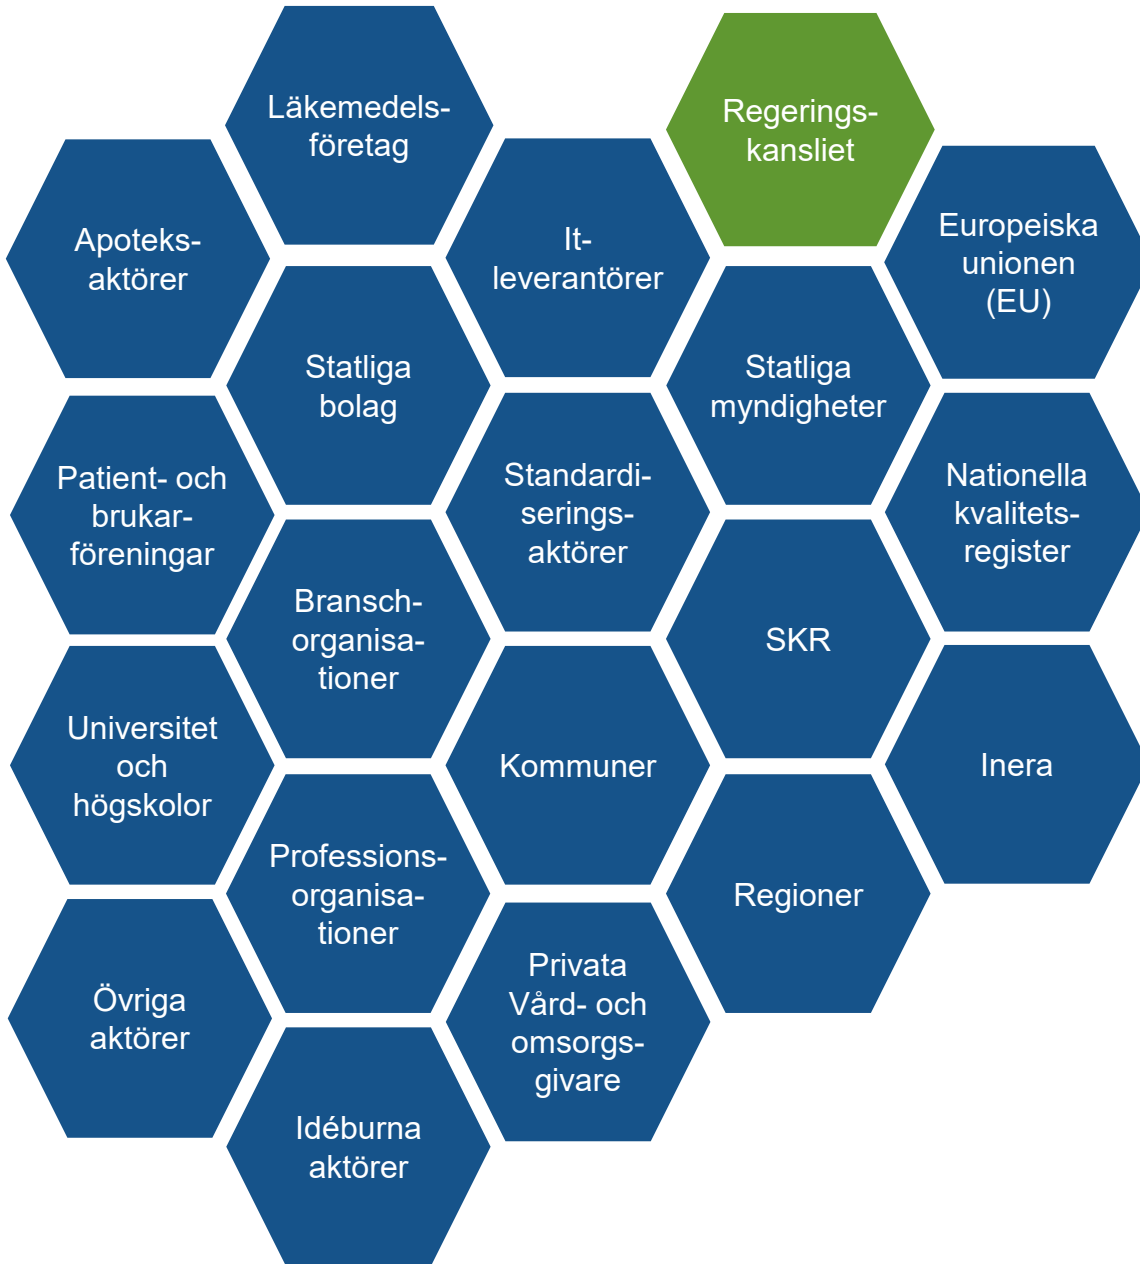 Läkemedels-
företag
Regerings-
kansliet
Apoteks-
aktörer
It-
leverantörer
Europeiska
unionen
(EU)
Statliga
bolag
Statliga
myndigheter
Patient- och
brukar-
föreningar
Standardi-
serings-
aktörer
Nationella
kvalitets-
register
Bransch-
organisa-
tioner
SKR
Universitet
och
högskolor
Kommuner
Inera
Professions-
organisa-
tioner
Regioner
Övriga
aktörer
Privata
Vård- och
omsorgs-
givare
Idéburna
aktörer